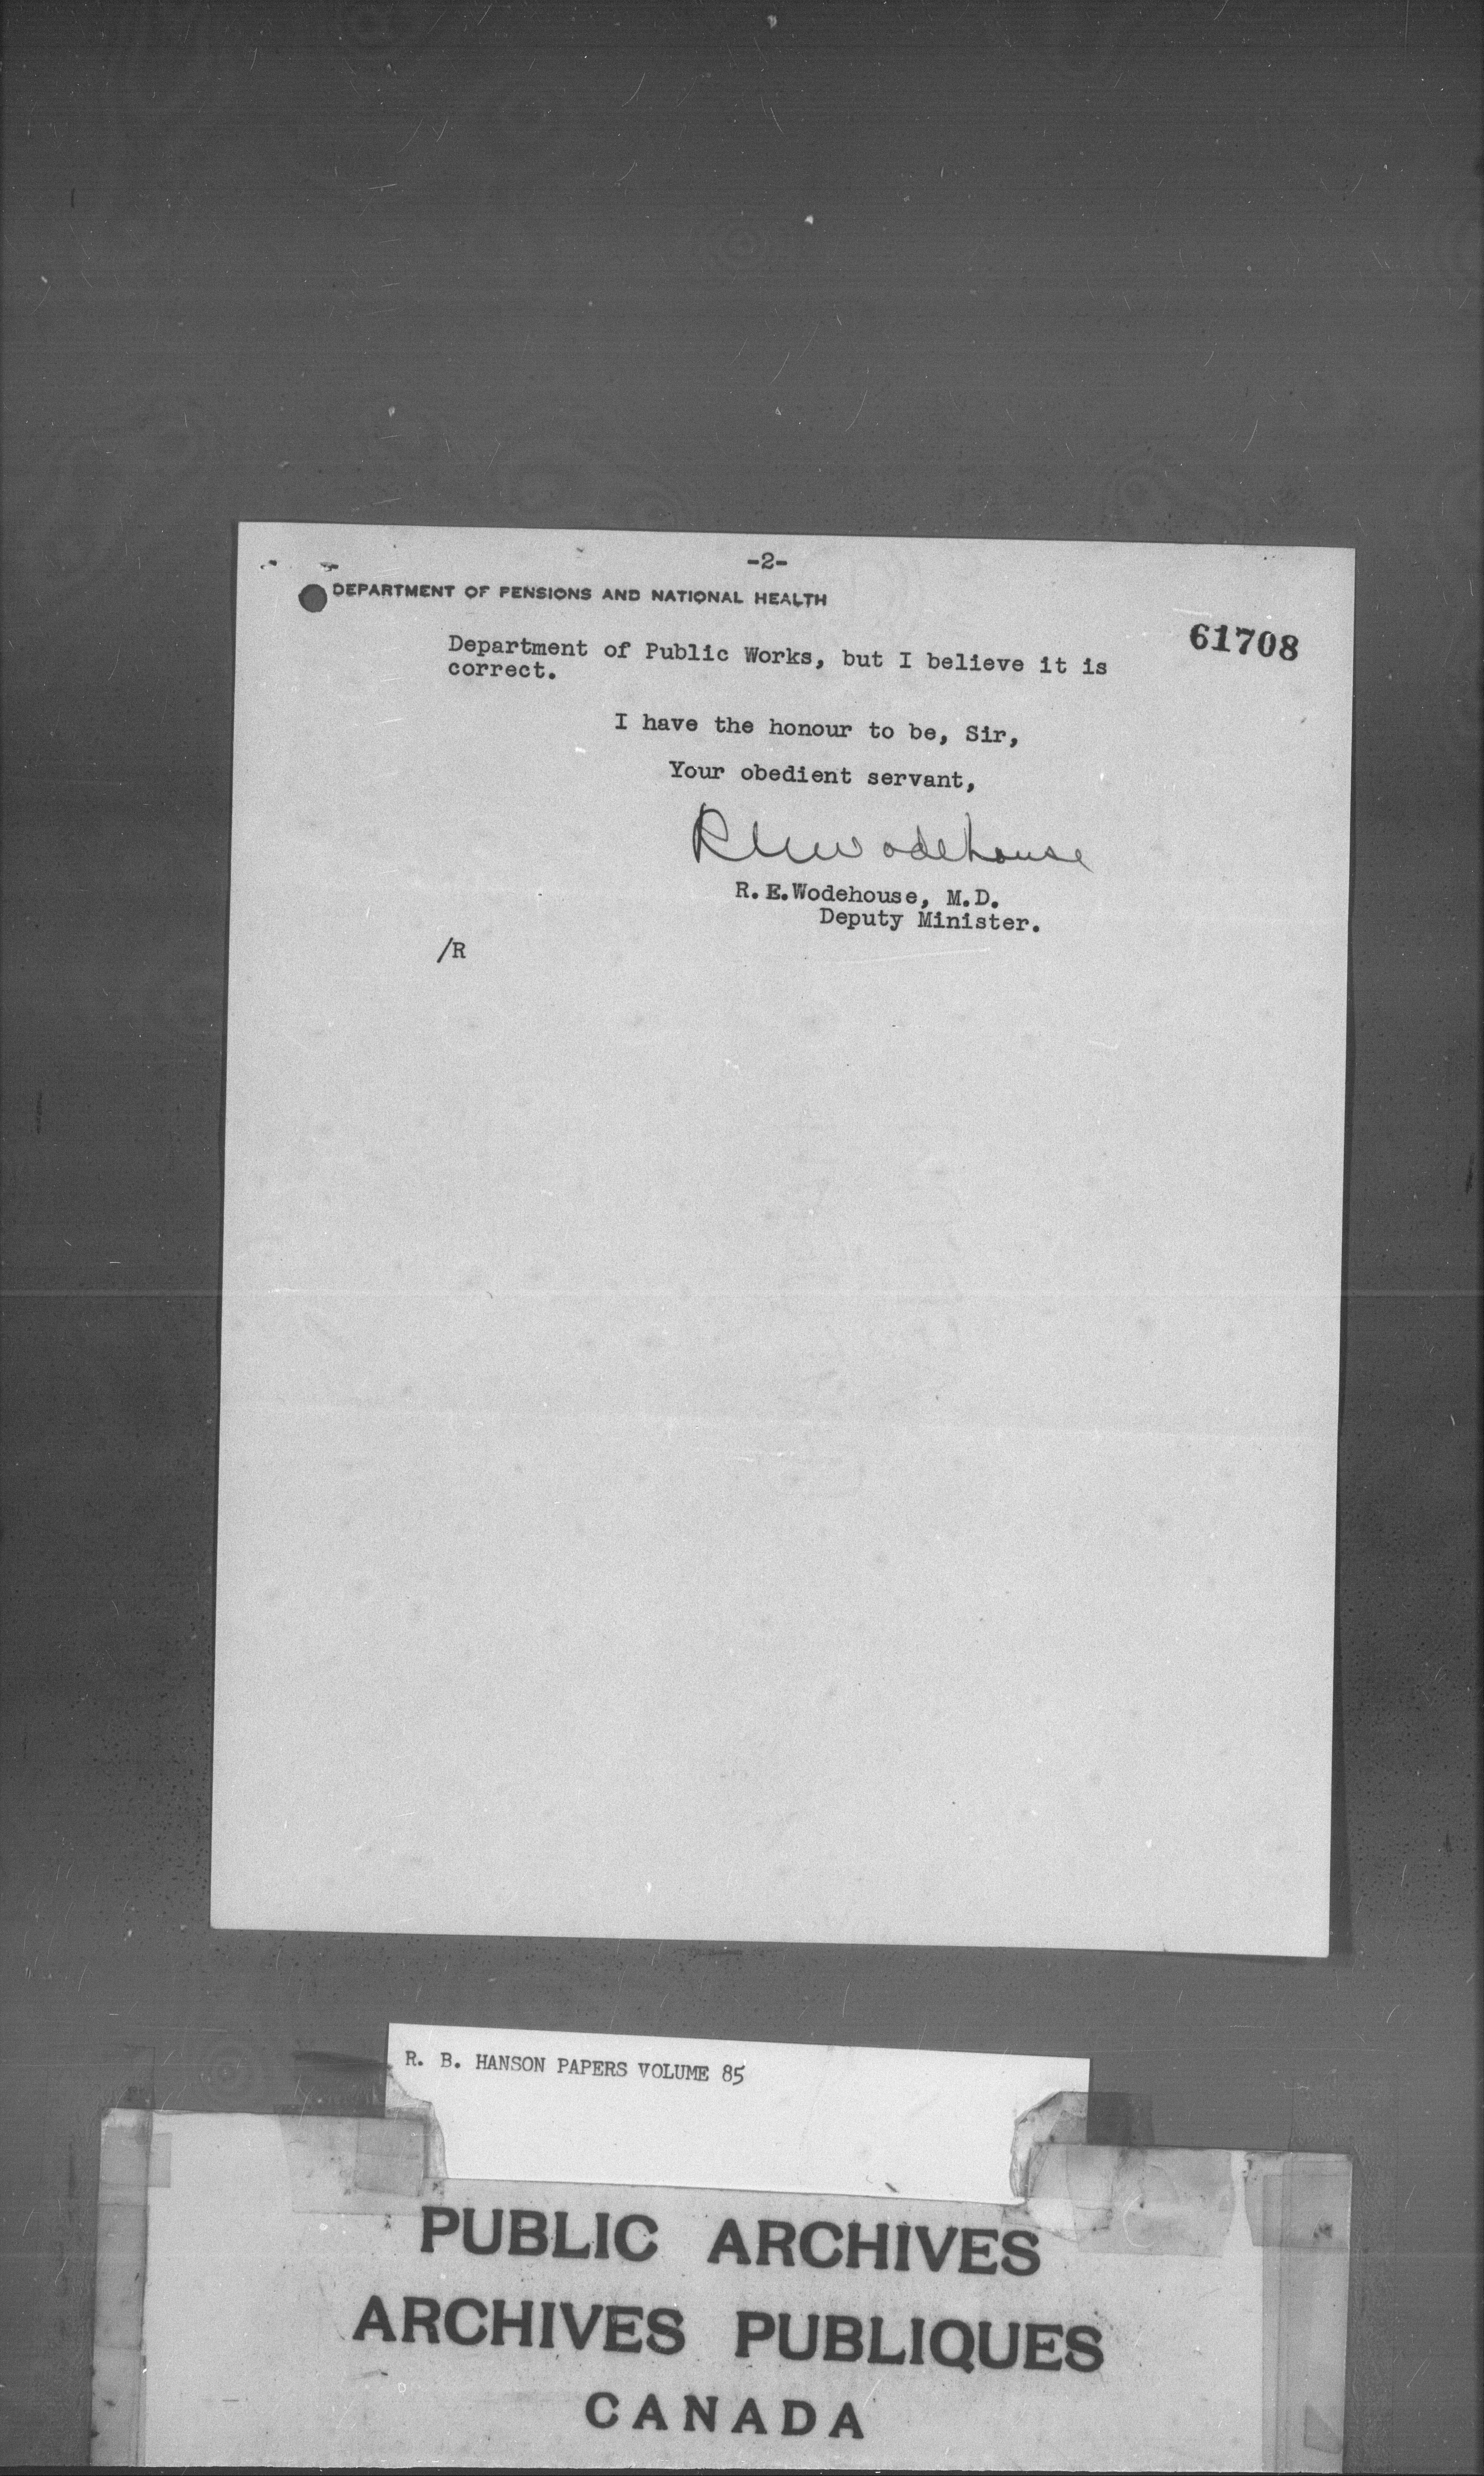 -2-
DEPARTMENT OF PENSIONS AND NATIONAL HEALTH
61708
Department of Public Works, but I believe it is
correct.
I have the honour to be, Sir,
Your obedient servant,
R E Wodehouse
R. E. Wodehouse, M.D.
Deputy Minister.
/R
R. B. HANSON PAPERS VOLUME 85
PUBLIC ARCHIVES
ARCHIVES PUBLIQUES
CANADA